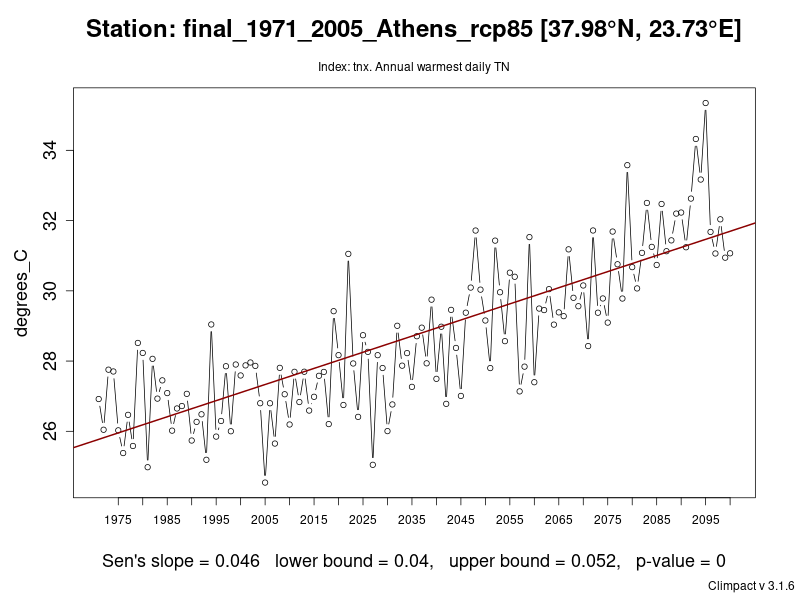 Station: final_1971_2005_Athens_rcp85 [37.98°N, 23.73°E]
Index: tnx. Annual warmest daily TN
degrees_C
34
32
30
28
26
1975 1985 1995 2005 2015 2025 2035 2045 2055 2065 2075 2085 2095
Sen's slope = 0.046 lower bound = 0.04, upper bound = 0.052, p-value = 0
Climpact v 3.1.6